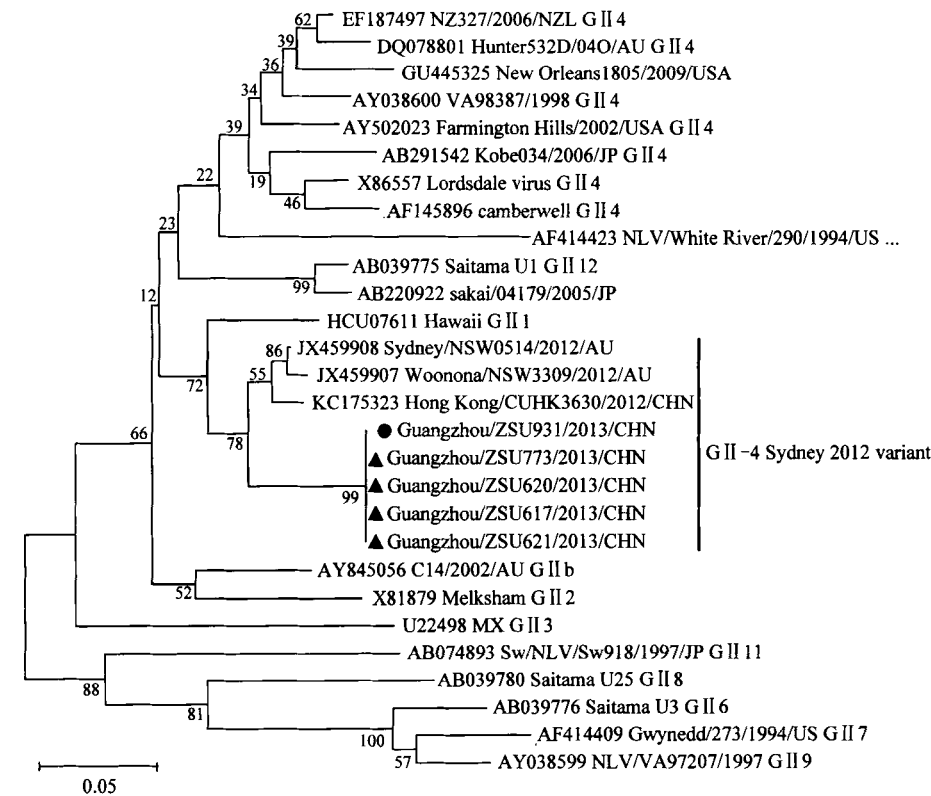 62
EF187497 NZ327/2006/NZL GⅡ4
39
DQ078801 Hunter532D/04O/AU GⅡ4
36
GU445325 New Orleans1805/2009/USA
34
AY038600 VA98387/1998 GⅡ4
39
AY502023 Farmington Hills/2002/USA GⅡ4
AB291542 Kobe034/2006/JP GⅡ4
22
19
X86557 Lordsdale virus GⅡ4
46
AF145896 camberwell GⅡ4
23
AF414423 NLV/White River/290/1994/US ...
AB039775 Saitama U1 GⅡ12
99
AB220922 sakai/04179/2005/JP
12
HCU07611 Hawaii GⅡ1
86
JX459908 Sydney/NSW0514/2012/AU
55
JX459907 Woonona/NSW3309/2012/AU
72
KC175323 Hong Kong/CUHK3630/2012/CHN
66
78
Guangzhou/ZSU931/2013/CHN
Guangzhou/ZSU773/2013/CHN
GⅡ-4 Sydney 2012 variant
Guangzhou/ZSU620/2013/CHN
99
Guangzhou/ZSU617/2013/CHN
Guangzhou/ZSU621/2013/CHN
AY845056 C14/2002/AU GⅡb
52
X81879 Melksham GⅡ2
U22498 MX GⅡ3
AB074893 Sw/NLV/Sw918/1997/JP GⅡ11
88
AB039780 Saitama U25 GⅡ8
81
AB039776 Saitama U3 GⅡ6
100
AF414409 Gwynedd/273/1994/US GⅡ7
57
AY038599 NLV/VA97207/1997 GⅡ9
0.05